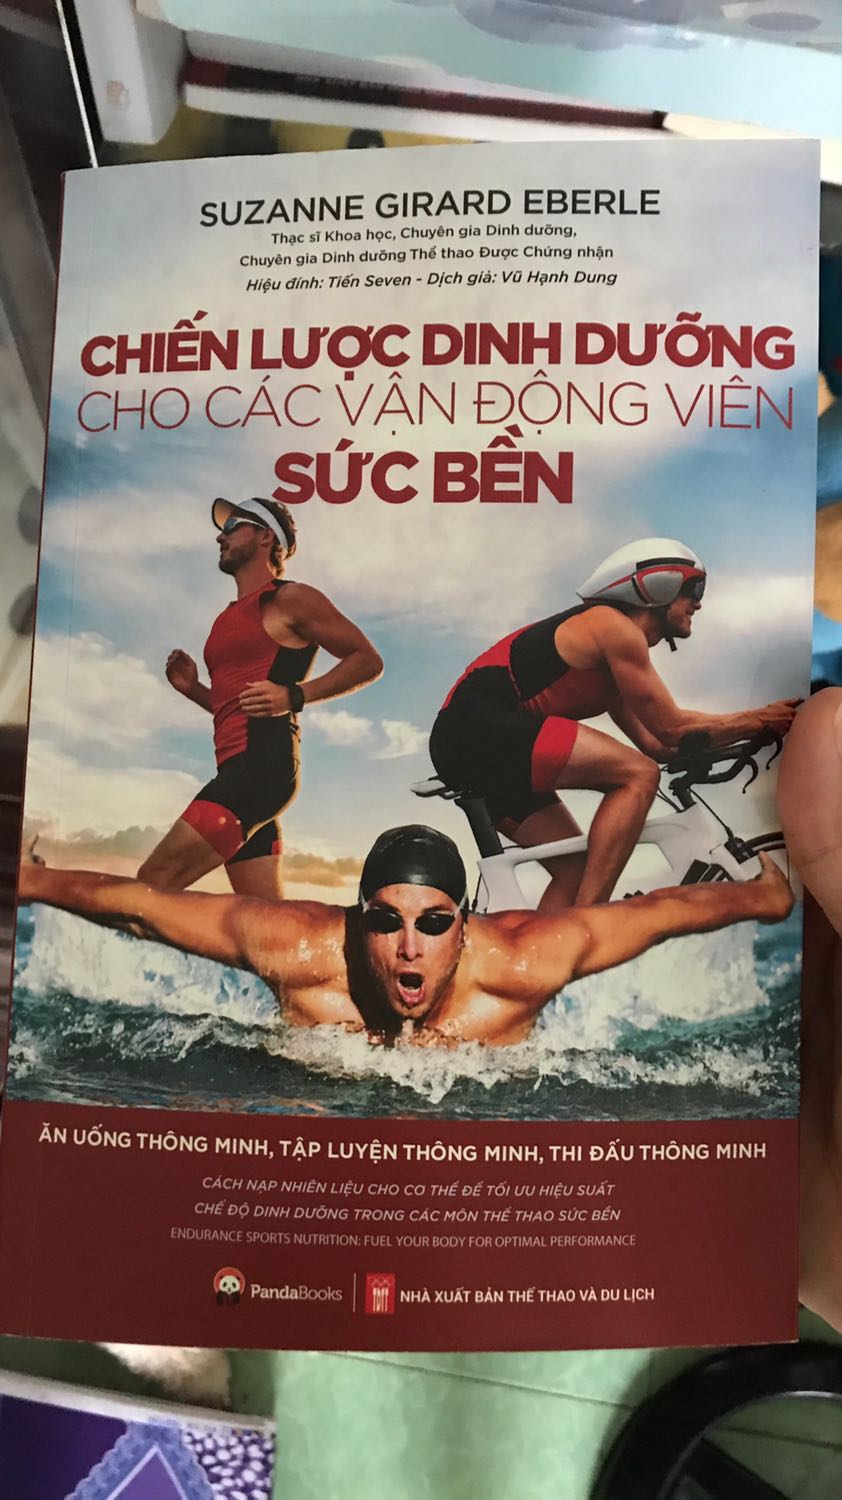 SUZANNE GIRARD EBERLE
Thạc sĩ Khoa học, Chuyên gia Dinh dưỡng,
Chuyên gia Dinh dưỡng Thể thao Được Chứng nhận
Hiệu đính: Tiến Seven - Dịch giả: Vũ Hạnh Dung
CHIẾN LƯỢC DINH DƯỠNG
CHO CÁC VẬN ĐỘNG VIÊN
SỨC BỀN
ĂN UỐNG THÔNG MINH, TẬP LUYỆN THÔNG MINH, THI ĐẤU THÔNG MINH
CÁCH NẠP NHIÊN LIỆU CHO CƠ THỂ ĐỂ TỐI ƯU HIỆU SUẤT
CHẾ ĐỘ DINH DƯỠNG TRONG CÁC MÔN THỂ THAO SỨC BỀN
ENDURANCE SPORTS NUTRITION: FUEL YOUR BODY FOR OPTIMAL PERFORMANCE
PandaBooks
NHÀ XUẤT BẢN THỂ THAO VÀ DU LỊCH